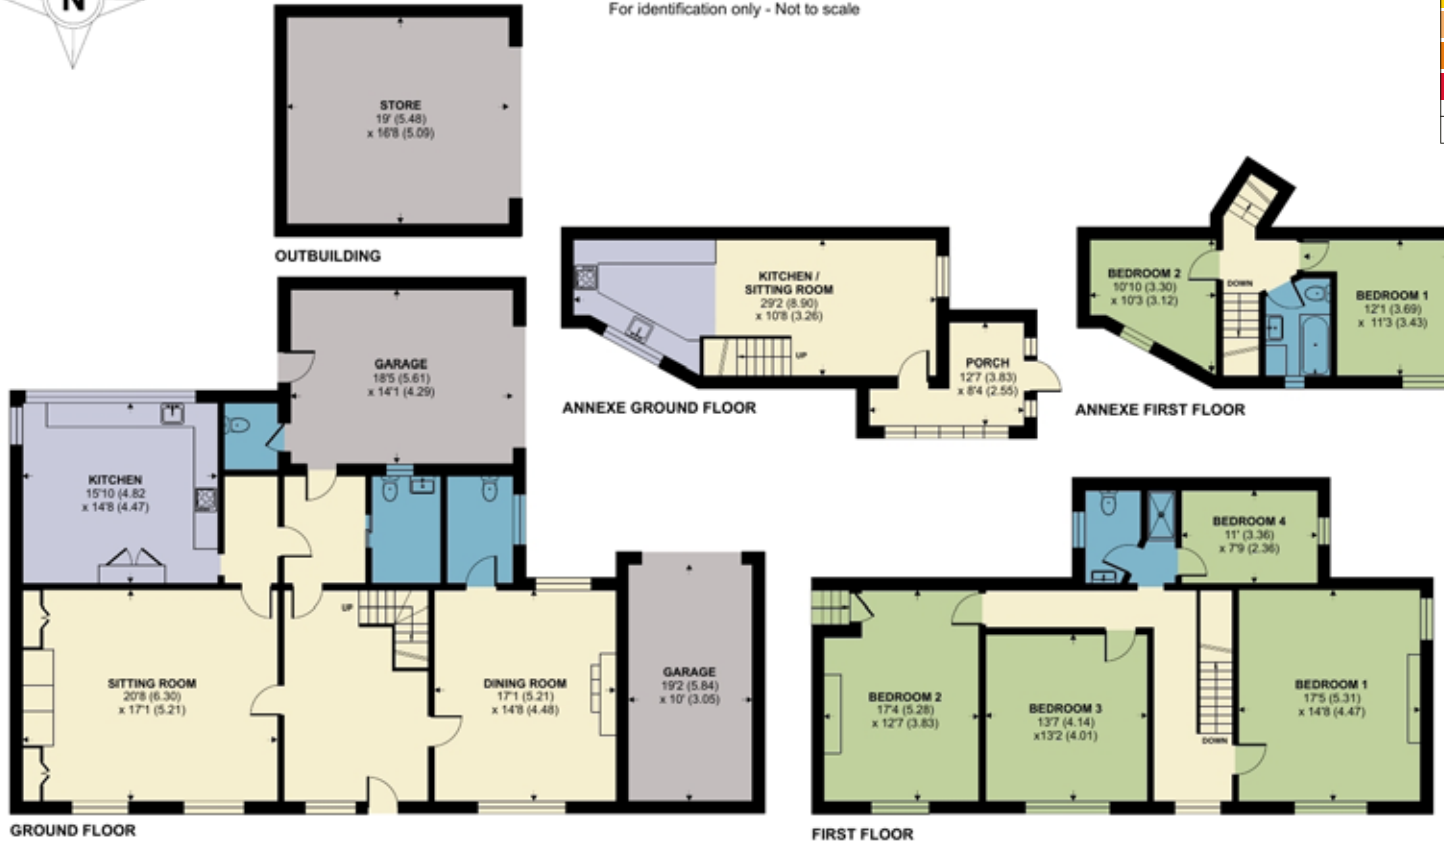 N
For identification only - Not to scale
STORE
19' (5.48)
x 16'8 (5.09)
OUTBUILDING
KITCHEN /
SITTING ROOM
29'2 (8.90)
x 10'8 (3.26)
UP
PORCH
12'7 (3.83)
x 8'4 (2.55)
ANNEXE GROUND FLOOR
BEDROOM 2
10'10 (3.30)
x 10'3 (3.12)
DOWN
BEDROOM 1
12'1 (3.69)
x 11'3 (3.43)
ANNEXE FIRST FLOOR
GARAGE
18'5 (5.61)
x 14'1 (4.29)
KITCHEN
15'10 (4.82
x 14'8 (4.47)
SITTING ROOM
20'8 (6.30)
x 17'1 (5.21)
UP
DINING ROOM
17'1 (5.21)
x 14'8 (4.48)
GARAGE
19'2 (5.84)
x 10' (3.05)
GROUND FLOOR
BEDROOM 4
11' (3.36)
x 7'9 (2.36)
BEDROOM 2
17'4 (5.28)
x 12'7 (3.83)
BEDROOM 3
13'7 (4.14)
x13'2 (4.01)
DOWN
BEDROOM 1
17'5 (5.31)
x 14'8 (4.47)
FIRST FLOOR